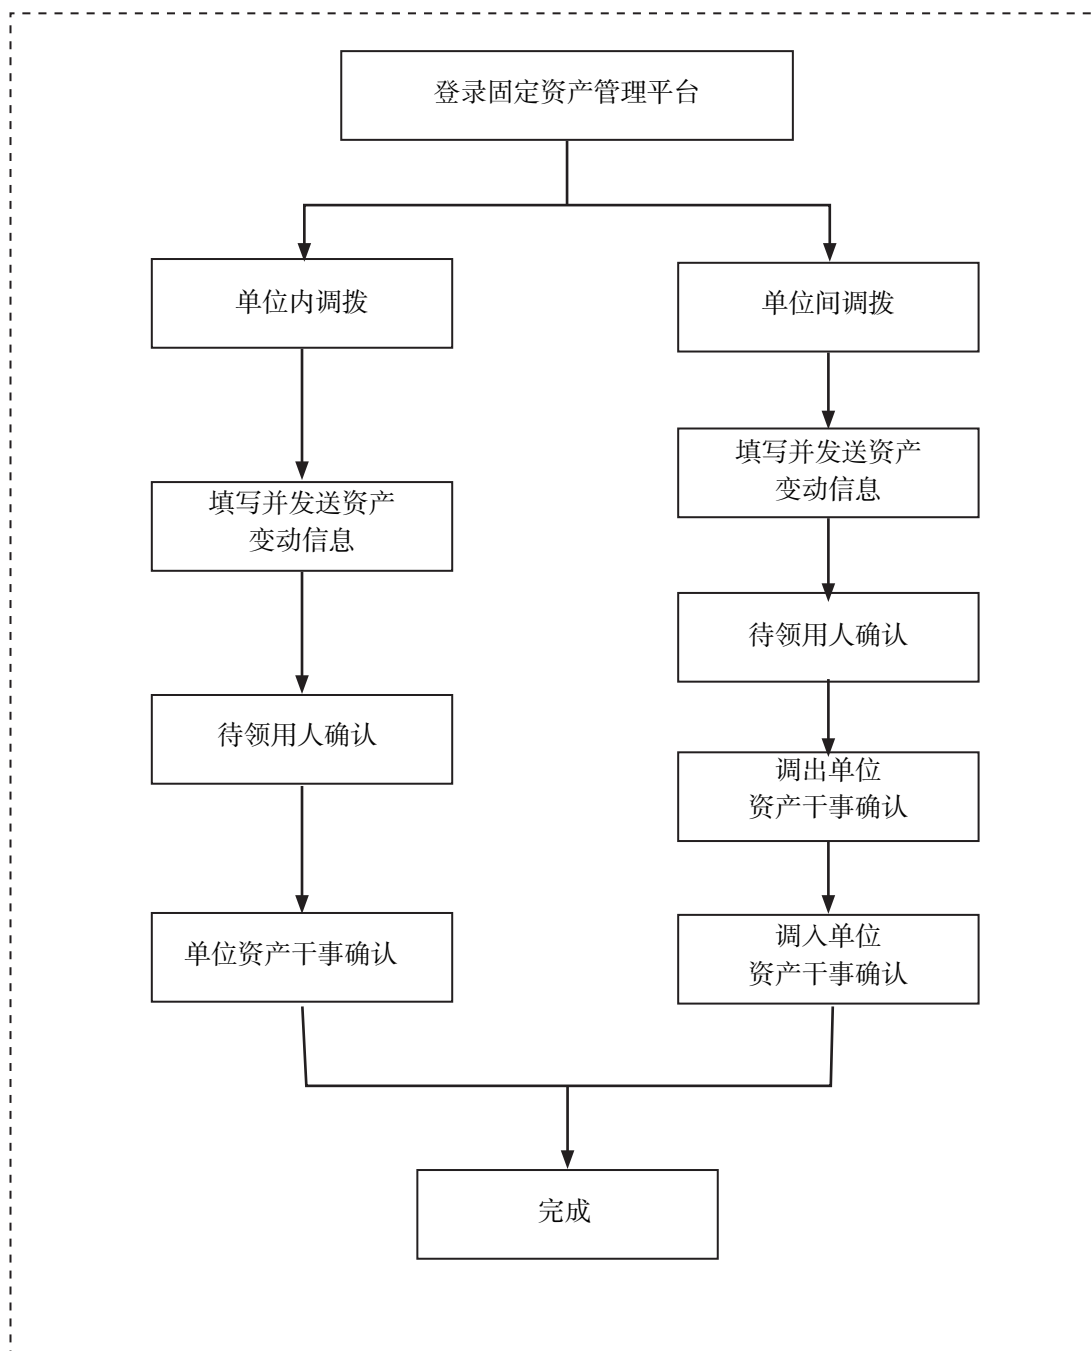 登录固定资产管理平台
单位内调拨
填写并发送资产
变动信息
待领用人确认
单位资产干事确认
单位间调拨
填写并发送资产
变动信息
待领用人确认
调出单位
资产干事确认
调入单位
资产干事确认
完成